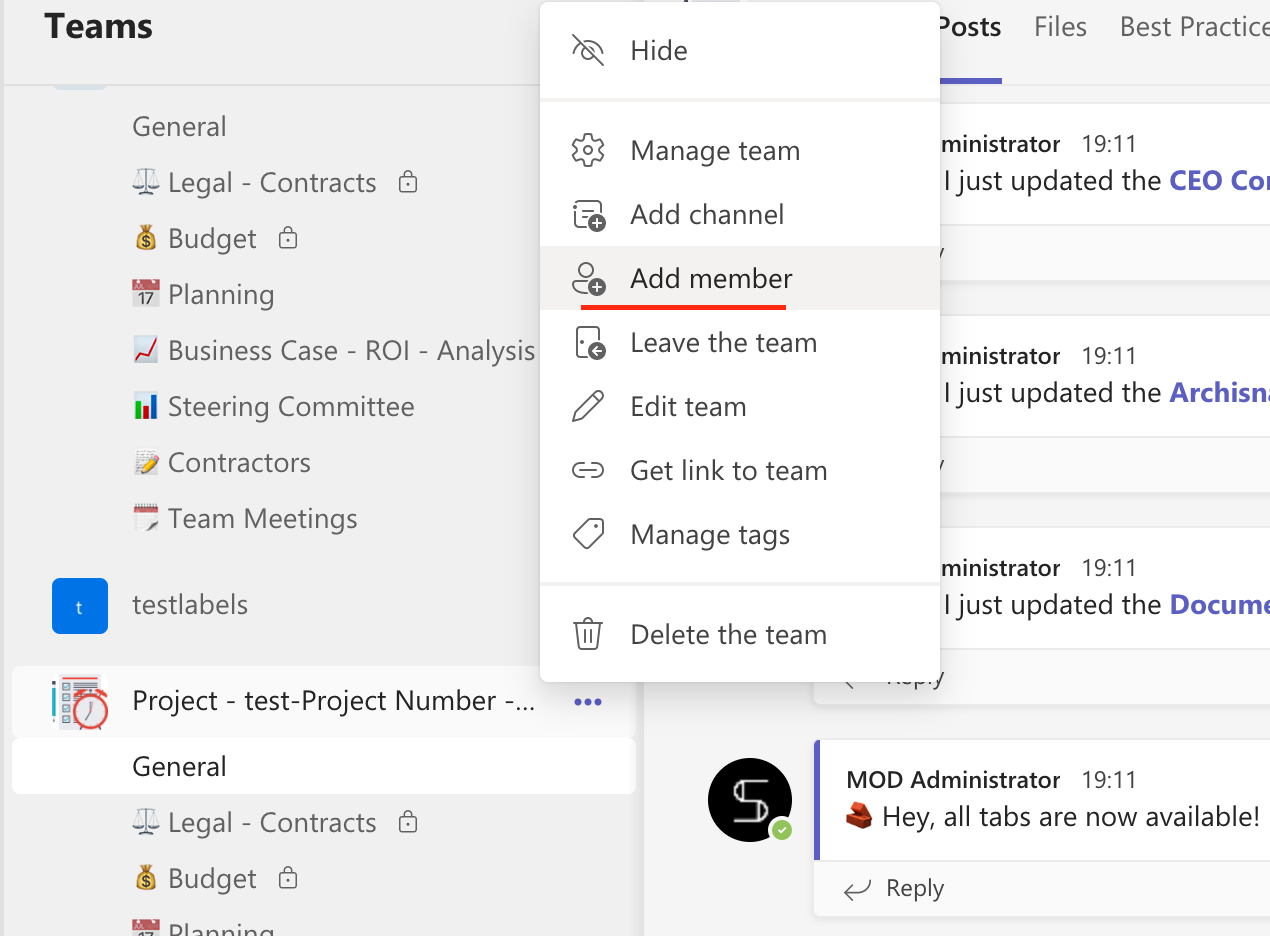 Teams
General
Legal - Contracts
Budget
17
Planning
Business Case - ROI - Analysis
Steering Committee
Contractors
Team Meetings
t
testlabels
Project - test-Project Number -...
General
Legal - Contracts
Budget
17
Planning
Hide
Manage team
Add channel
Add member
Leave the team
Edit team
Get link to team
Manage tags
Delete the team
Posts Files Best Practice
ministrator 19:11
I just updated the CEO Co
y
ministrator 19:11
I just updated the Archisn
y
ministrator 19:11
I just updated the Docume
Reply
S
MOD Administrator 19:11
Hey, all tabs are now available!
Reply